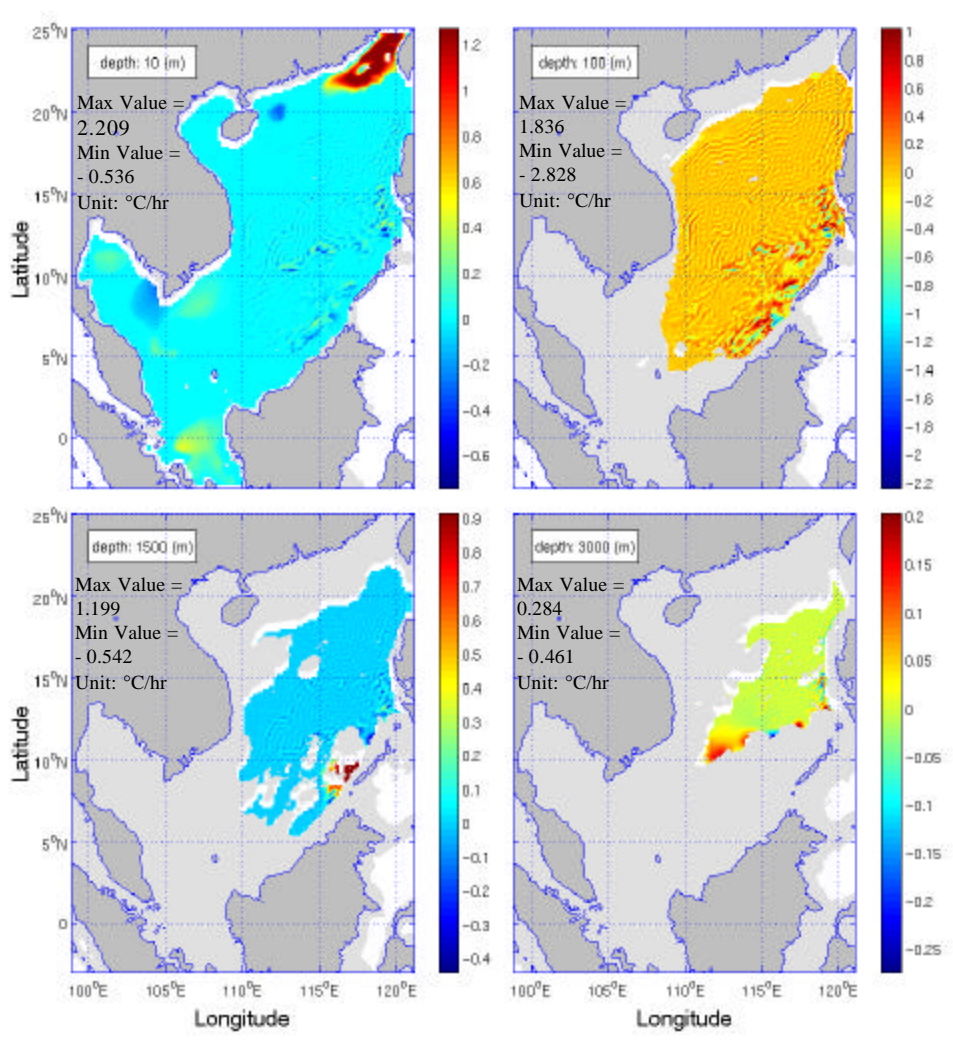 25°N
20°N
15°N
10°N
5°N
0
Latitude
depth: 10 (m)
Max Value =
2.209
Min Value =
- 0.536
Unit: °C/hr
1.2
1
0.8
0.6
0.4
0.2
0
-0.2
-0.4
-0.6
depth: 100 (m)
Max Value =
1.836
Min Value =
- 2.828
Unit: °C/hr
1
0.8
0.6
0.4
0.2
0
-0.2
-0.4
-0.6
-0.8
-1
-1.2
-1.4
-1.6
-1.8
-2
-2.2
25°N
20°N
15°N
10°N
5°N
0
Latitude
depth: 1500 (m)
Max Value =
1.199
Min Value =
- 0.542
Unit: °C/hr
0.9
0.8
0.7
0.6
0.5
0.4
0.3
0.2
0.1
0
-0.1
-0.2
-0.3
-0.4
100°E 105°E 110°E 115°E 120°E
Longitude
depth: 3000 (m)
Max Value =
0.284
Min Value =
- 0.461
Unit: °C/hr
0.2
0.15
0.1
0.05
0
-0.05
-0.1
-0.15
-0.2
-0.25
100°E 105°E 110°E 115°E 120°E
Longitude